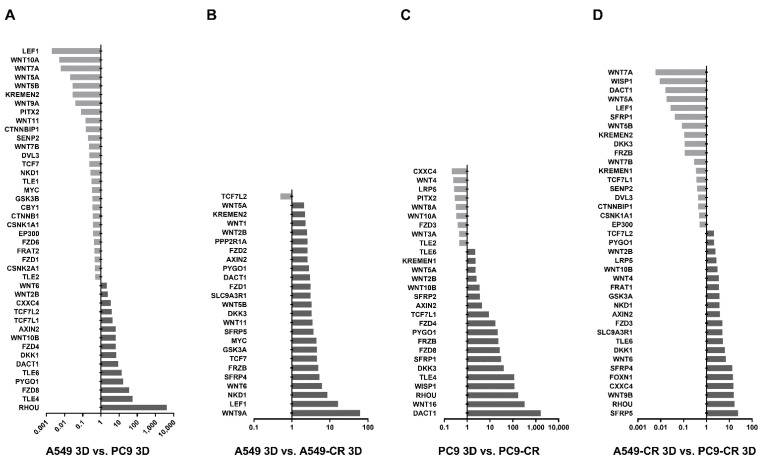 A
B
C
D
LEF1
WNT10A
WNT7A
WNT5A
WNT5B
KREMEN2
WNT9A
PITX2
WNT11
CTNNBIP1
SENP2
WNT7B
DVL3
TCF7
NKD1
TLE1
MYC
GSK3B
CBY1
CTNNB1
CSNK1A1
EP300
FZD6
FRAT2
FZD1
CSNK2A1
TLE2
WNT6
WNT2B
CXXC4
TCF7L2
TCF7L1
AXIN2
WNT10B
FZD4
DKK1
DACT1
TLE6
PYGO1
FZD8
TLE4
RHOU
0.001
0.01
0.1
1
10
100
1,000
10,000
A549 3D vs. PC9 3D
TCF7L2
WNT5A
KREMEN2
WNT1
WNT2B
PPP2R1A
FZD2
AXIN2
PYGO1
DACT1
FZD1
SLC9A3R1
WNT5B
DKK3
WNT11
SFRP5
MYC
GSK3A
TCF7
FRZB
SFRP4
WNT6
NKD1
LEF1
WNT9A
0.1
1
10
100
A549 3D vs. A549-CR 3D
CXXC4
WNT4
LRP5
PITX2
WNT8A
WNT10A
FZD3
WNT3A
TLE2
TLE6
KREMEN1
WNT5A
WNT2B
WNT10B
SFRP2
AXIN2
TCF7L1
FZD4
PYGO1
FRZB
FZD8
SFRP1
DKK3
TLE4
WISP1
RHOU
WNT16
DACT1
0.1
1
10
100
1,000
10,000
PC9 3D vs. PC9-CR
WNT7A
WISP1
DACT1
WNT5A
LEF1
SFRP1
WNT5B
KREMEN2
DKK3
FRZB
WNT7B
KREMEN1
TCF7L1
SENP2
DVL3
CTNNBIP1
CSNK1A1
EP300
TCF7L2
PYGO1
WNT2B
LRP5
WNT10B
WNT4
FRAT1
GSK3A
NKD1
AXIN2
FZD3
SLC9A3R1
TLE6
DKK1
WNT6
SFRP4
FOXN1
CXXC4
WNT9B
RHOU
SFRP5
0.001
0.01
0.1
1
10
100
A549-CR 3D vs. PC9-CR 3D